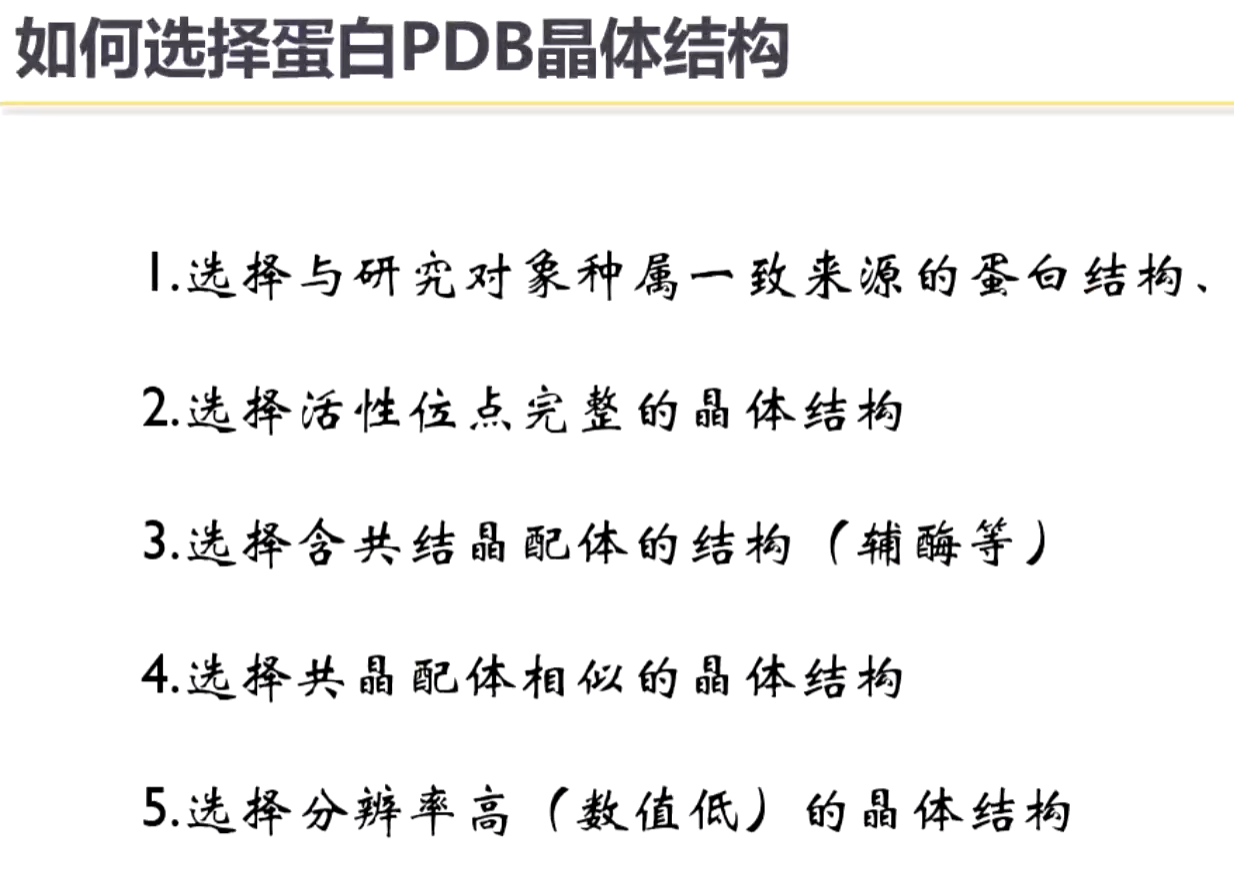 如何选择蛋白PDB晶体结构
1.选择与研究对象种属一致来源的蛋白结构、
2.选择活性位点完整的晶体结构
3.选择含共结晶配体的结构（辅酶等）
4.选择共晶配体相似的晶体结构
5.选择分辨率高（数值低）的晶体结构